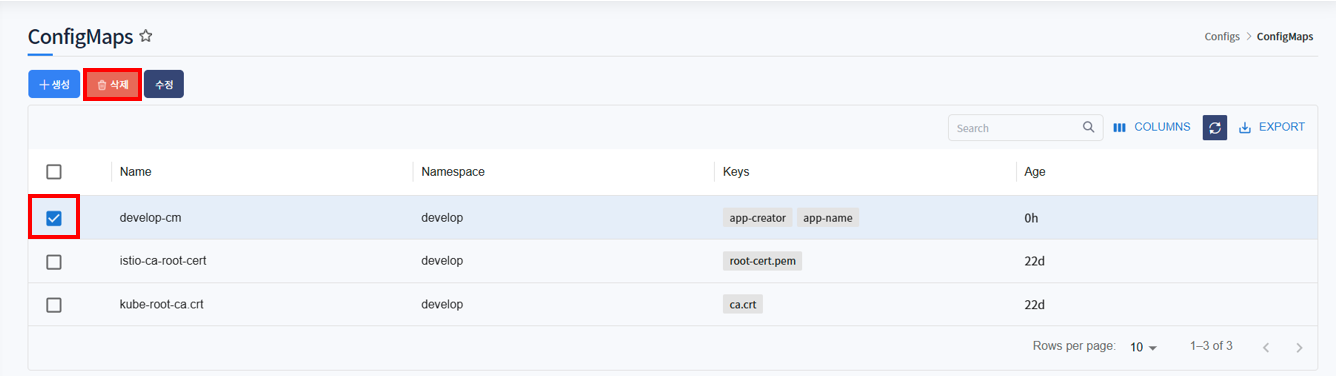 ConfigMaps
Configs > ConfigMaps
생성 삭제 수정
Search COLUMNS EXPORT
Name Namespace Keys Age
develop-cm develop app-creator app-name 0h
istio-ca-root-cert develop root-cert.pem 22d
kube-root-ca.crt develop ca.crt 22d
Rows per page: 10 1–3 of 3